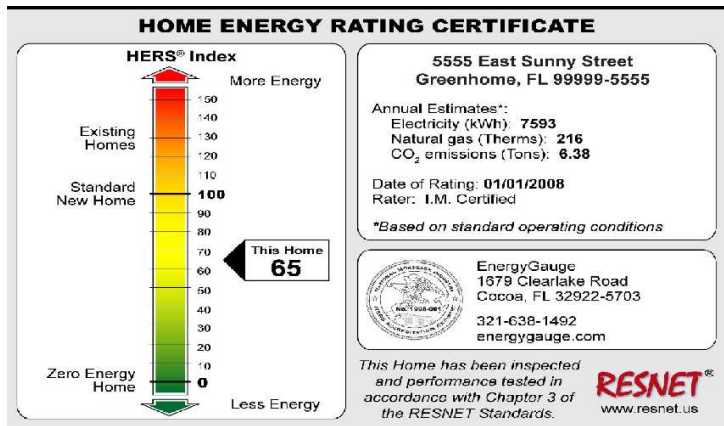 HOME ENERGY RATING CERTIFICATE
HERS® Index
More Energy
150
140
Existing
Homes
130
120
110
Standard
New Home
100
90
80
70
60
50
40
30
20
10
Zero Energy
Home
0
Less Energy
This Home
65
5555 East Sunny Street
Greenhome, FL 99999-5555
Annual Estimates*:
Electricity (kWh): 7593
Natural gas (Therms): 216
CO₂ emissions (Tons): 6.38
Date of Rating: 01/01/2008
Rater: I.M. Certified
*Based on standard operating conditions
No. 1998-081
EnergyGauge
1679 Clearlake Road
Cocoa, FL 32922-5703
321-638-1492
energygauge.com
This Home has been inspected
and performance tested in
accordance with Chapter 3 of
the RESNET Standards.
RESNET®
www.resnet.us